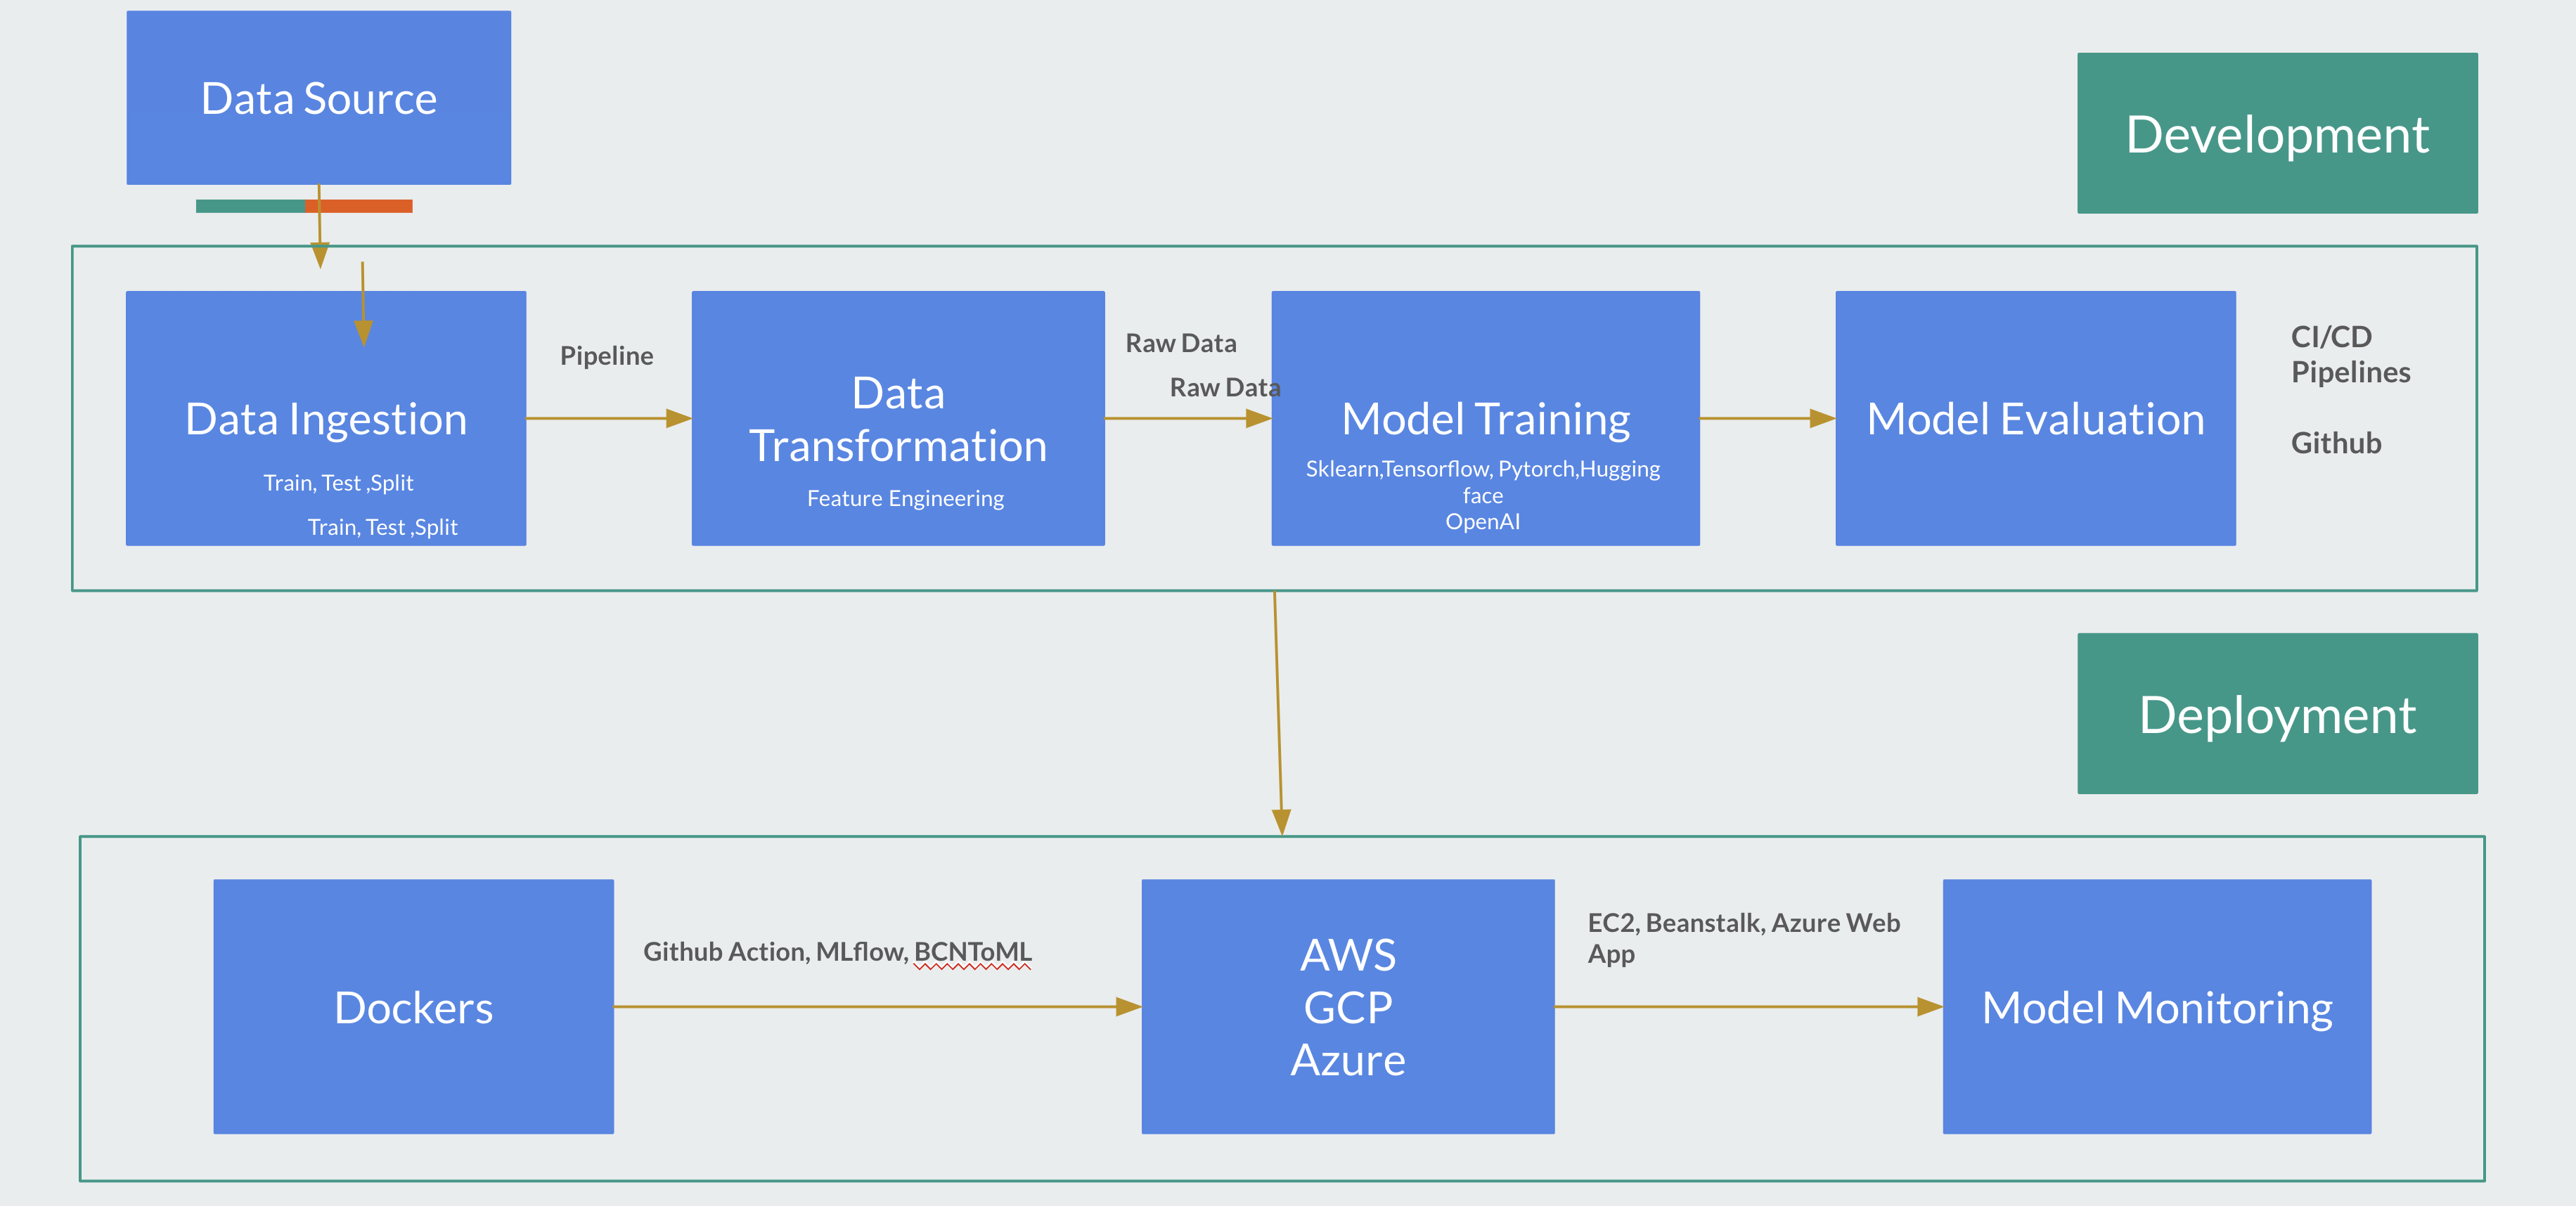 Data Source
Development
Data Ingestion
Train, Test ,Split
Train, Test ,Split
Pipeline
Data
Transformation
Feature Engineering
Raw Data
Raw Data
Model Training
Sklearn,Tensorflow, Pytorch,Hugging
face
OpenAI
Model Evaluation
CI/CD
Pipelines
Github
Deployment
Dockers
Github Action, MLflow, BCNToML
AWS
GCP
Azure
EC2, Beanstalk, Azure Web
App
Model Monitoring